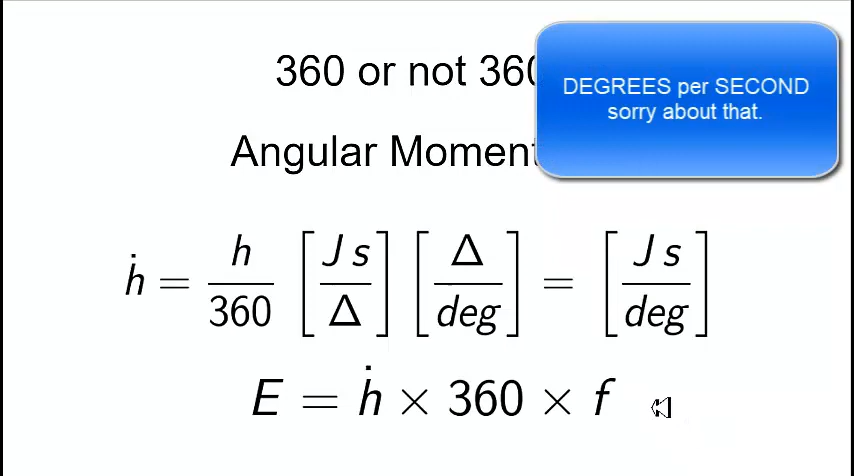 360 or not 360
DEGREES per SECOND
sorry about that.
Angular Moment
ḣ = h/360 [J s/Δ] [Δ/deg] = [J s/deg]
E = ḣ × 360 × f